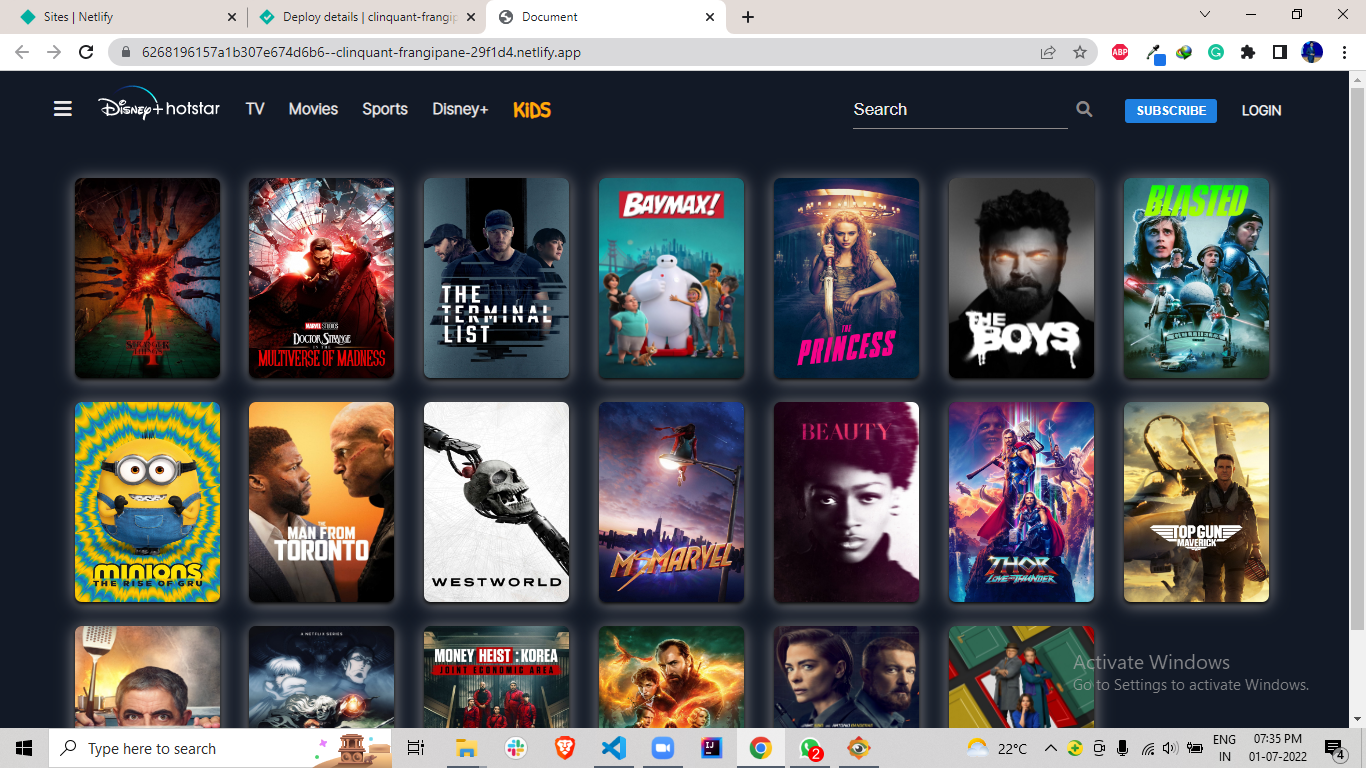 Sites | Netlify
Deploy details | clinquant-frangip
Document
6268196157a1b307e674d6b6--clinquant-frangipane-29f1d4.netlify.app
ABP
Disney+ hotstar
TV
Movies
Sports
Disney+
KiDS
Search
SUBSCRIBE
LOGIN
STRANGER THINGS
4
MARVEL STUDIOS
DOCTOR STRANGE
IN THE
MULTIVERSE OF MADNESS
THE
TERMINAL
LIST
BAYMAX!
THE
PRINCESS
THE
BOYS
BLASTED
MINIONS
THE RISE OF GRU
THE
MAN FROM
TORONTO
WESTWORLD
MS. MARVEL
BEAUTY
THOR
LOVE AND THUNDER
TOP GUN
MAVERICK
A NETFLIX SERIES
MONEY HEIST : KOREA
JOINT ECONOMIC AREA
Activate Windows
Go to Settings to activate Windows.
Type here to search
2
22°C
ENG
IN
07:35 PM
01-07-2022
4